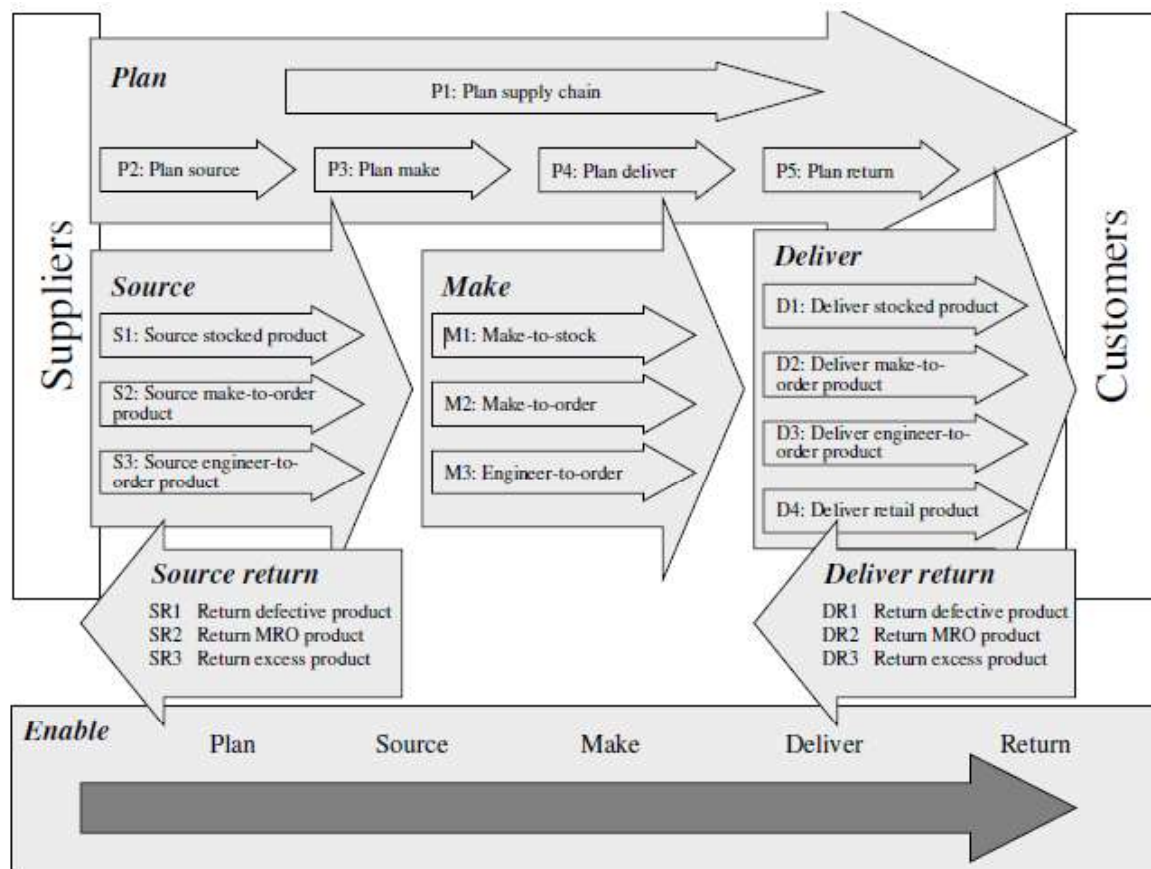 Suppliers
Customers
Plan
P1: Plan supply chain
P2: Plan source
P3: Plan make
P4: Plan deliver
P5: Plan return
Source
S1: Source stocked product
S2: Source make-to-order
product
S3: Source engineer-to-
order product
Make
M1: Make-to-stock
M2: Make-to-order
M3: Engineer-to-order
Deliver
D1: Deliver stocked product
D2: Deliver make-to-
order product
D3: Deliver engineer-to-
order product
D4: Deliver retail product
Source return
SR1 Return defective product
SR2 Return MRO product
SR3 Return excess product
Deliver return
DR1 Return defective product
DR2 Return MRO product
DR3 Return excess product
Enable
Plan Source Make Deliver Return